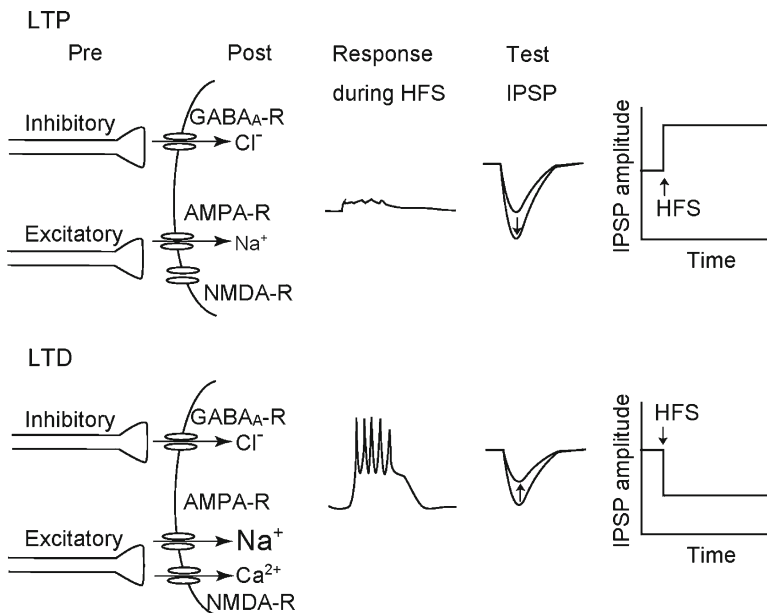 LTP
Pre
Post
Response
during HFS
Test
IPSP
Inhibitory
GABAA-R
Cl⁻
AMPA-R
Excitatory
Na⁺
NMDA-R
IPSP amplitude
HFS
Time
LTD
Inhibitory
GABAA-R
Cl⁻
AMPA-R
Excitatory
Na⁺
Ca²⁺
NMDA-R
IPSP amplitude
HFS
Time